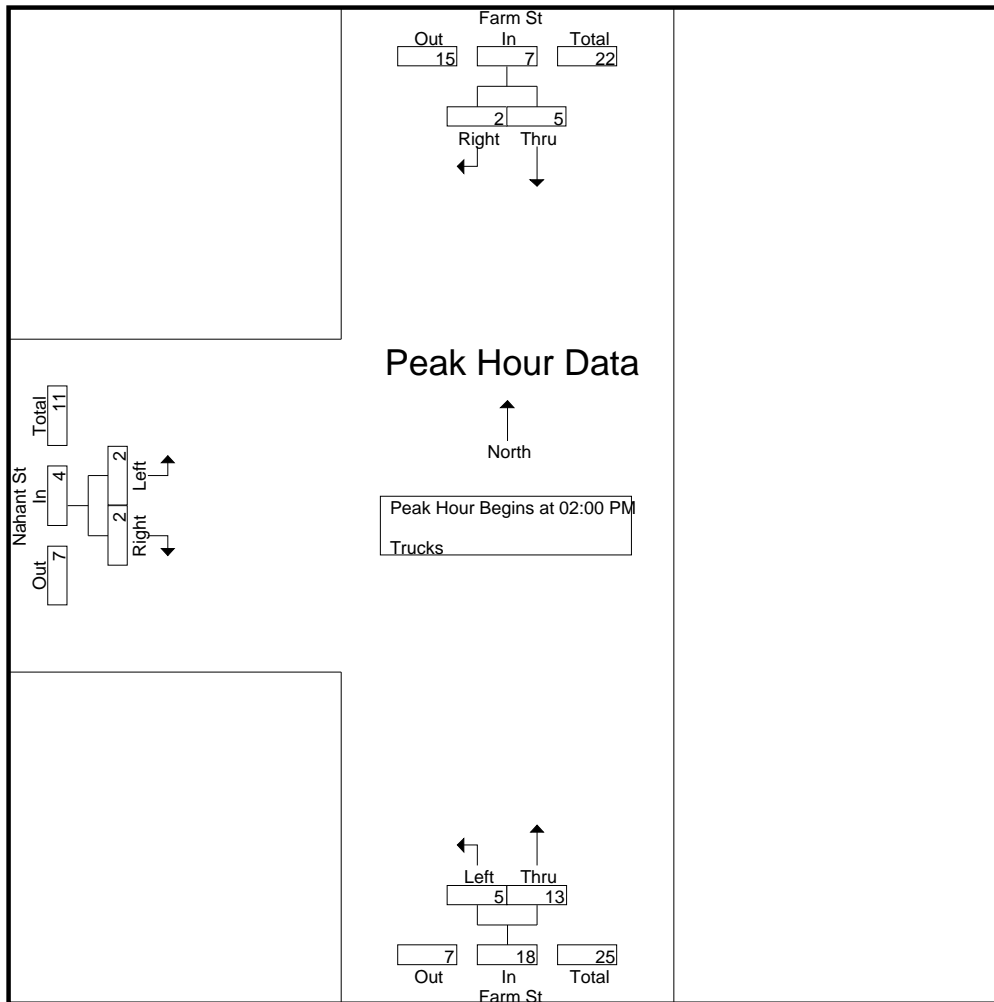 Farm St
Out In Total
15 7 22
2 5
Right Thru
Peak Hour Data
North
Peak Hour Begins at 02:00 PM
Trucks
Nahant St
Total In Out
11 4 7
2 2
Left Right
Left Thru
5 13
7 18 25
Out In Total
Farm St